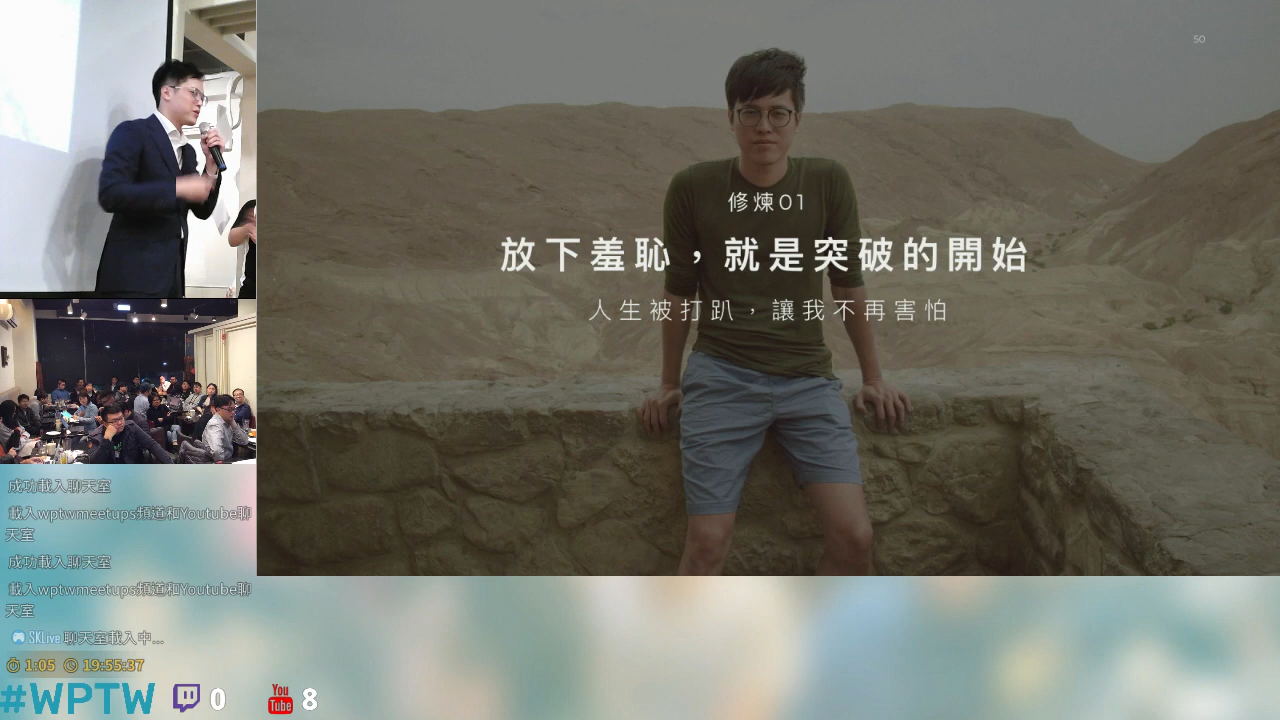 50
修煉01
放下羞恥，就是突破的開始
人生被打趴，讓我不再害怕
成功載入聊天室
載入wptwmeetups頻道和Youtube聊
天室
成功載入聊天室
載入wptwmeetups頻道和Youtube聊
天室
SKLive 聊天室載入中...
1:05 19:55:37
#WPTW 0 You Tube 8